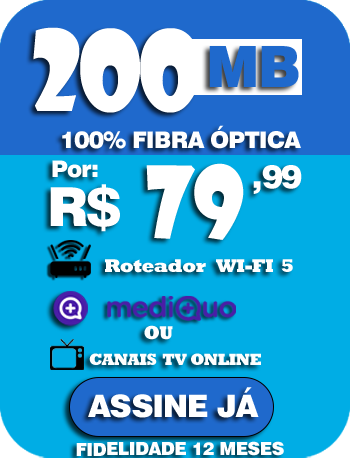 200 MB
100% FIBRA ÓPTICA
Por:
R$ 79,99
Roteador WI-FI 5
mediQuo
OU
CANAIS TV ONLINE
ASSINE JÁ
FIDELIDADE 12 MESES